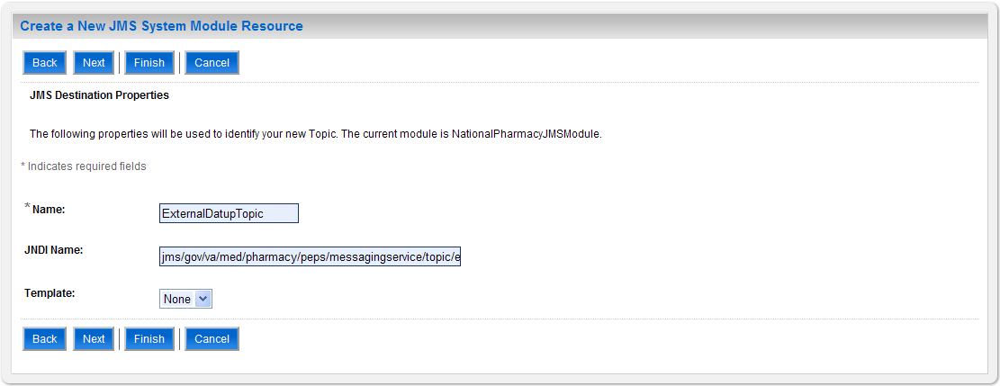 Create a New JMS System Module Resource
Back Next Finish Cancel
JMS Destination Properties
The following properties will be used to identify your new Topic. The current module is NationalPharmacyJMSModule.
* Indicates required fields
* Name: ExternalDatupTopic
JNDI Name: jms/gov/va/med/pharmacy/peps/messagingservice/topic/e
Template: None
Back Next Finish Cancel